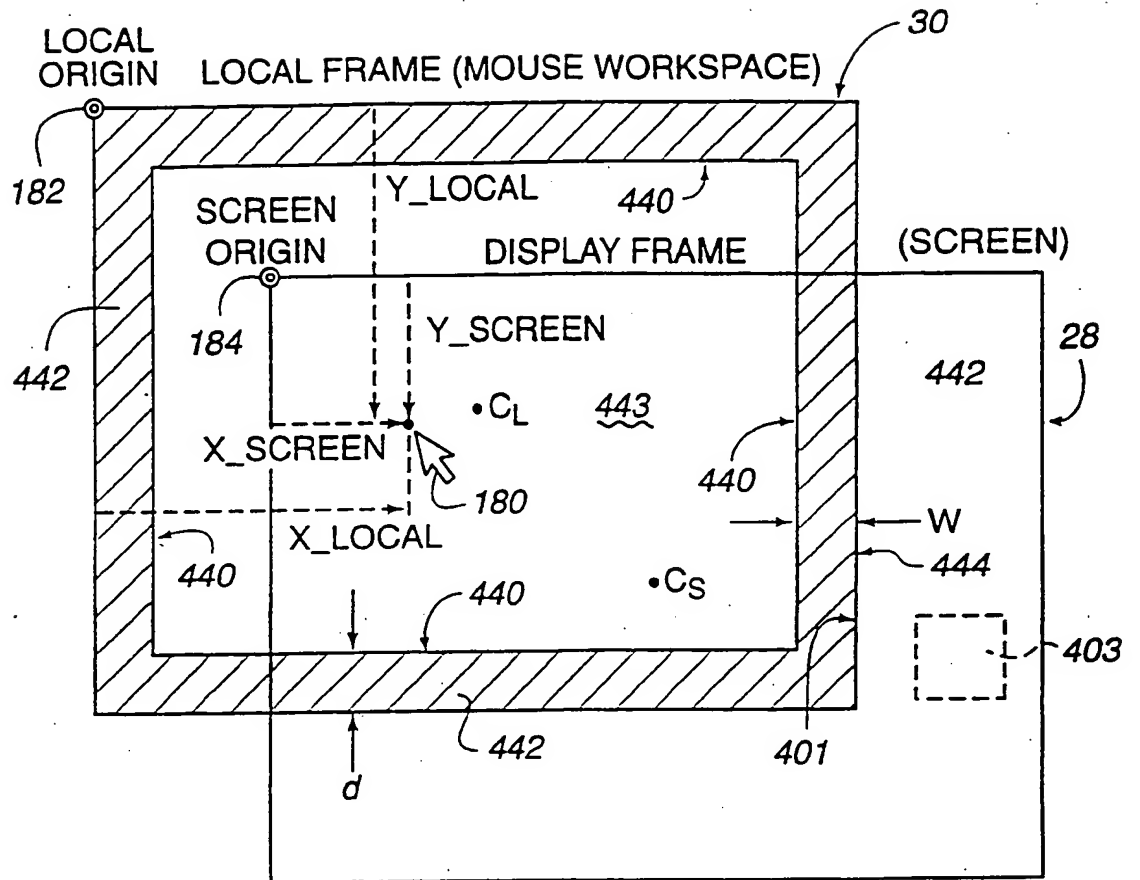 30
LOCAL
ORIGIN
LOCAL FRAME (MOUSE WORKSPACE)
182
Y_LOCAL
440
SCREEN
ORIGIN
DISPLAY FRAME
(SCREEN)
184
Y_SCREEN
442
28
442
C_L
443
X_SCREEN
440
180
W
X_LOCAL
440
444
C_S
440
403
442
401
d